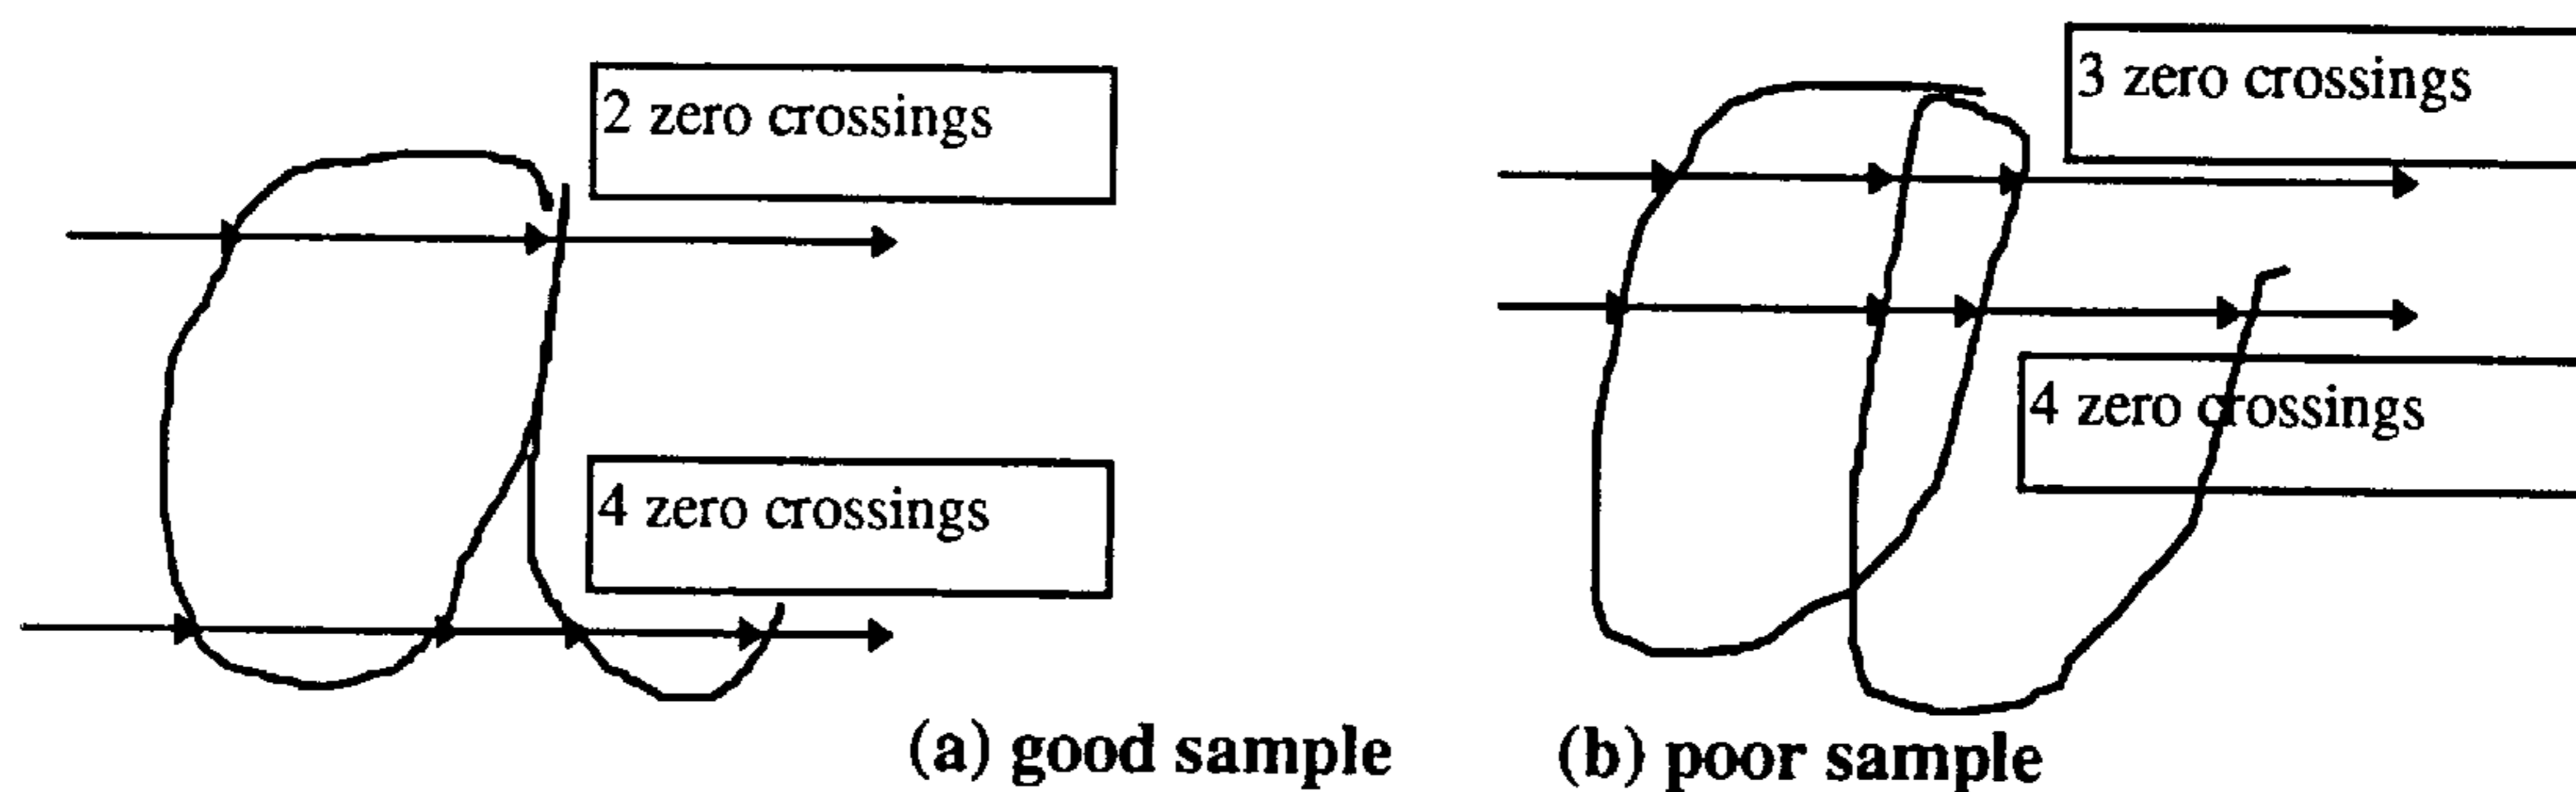 2 zero crossings
4 zero crossings
(a) good sample
3 zero crossings
4 zero crossings
(b) poor sample